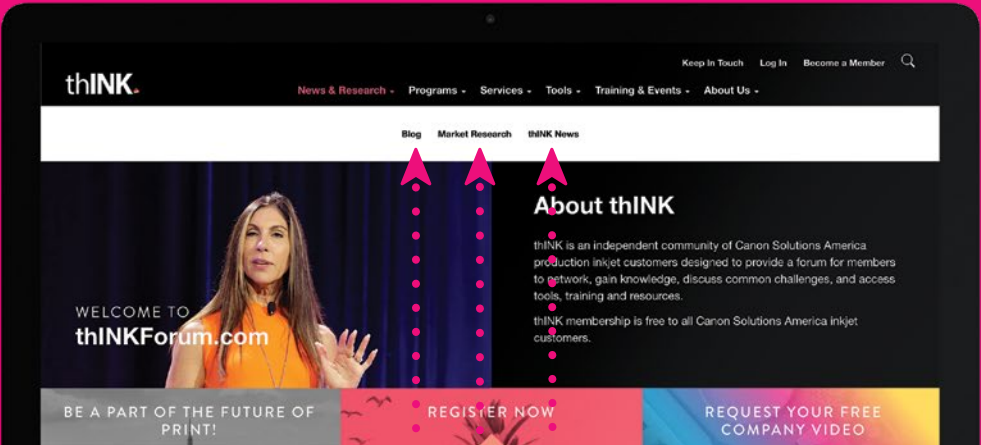 Keep In Touch Log In Become a Member
thINK.
News & Research Programs Services Tools Training & Events About Us
Blog Market Research thINK News
About thINK
thINK is an independent community of Canon Solutions America
production inkjet customers designed to provide a forum for members
to network, gain knowledge, discuss common challenges, and access
tools, training and resources.
thINK membership is free to all Canon Solutions America inkjet
customers.
WELCOME TO
thINKForum.com
BE A PART OF THE FUTURE OF
PRINT!
REGISTER NOW
REQUEST YOUR FREE
COMPANY VIDEO